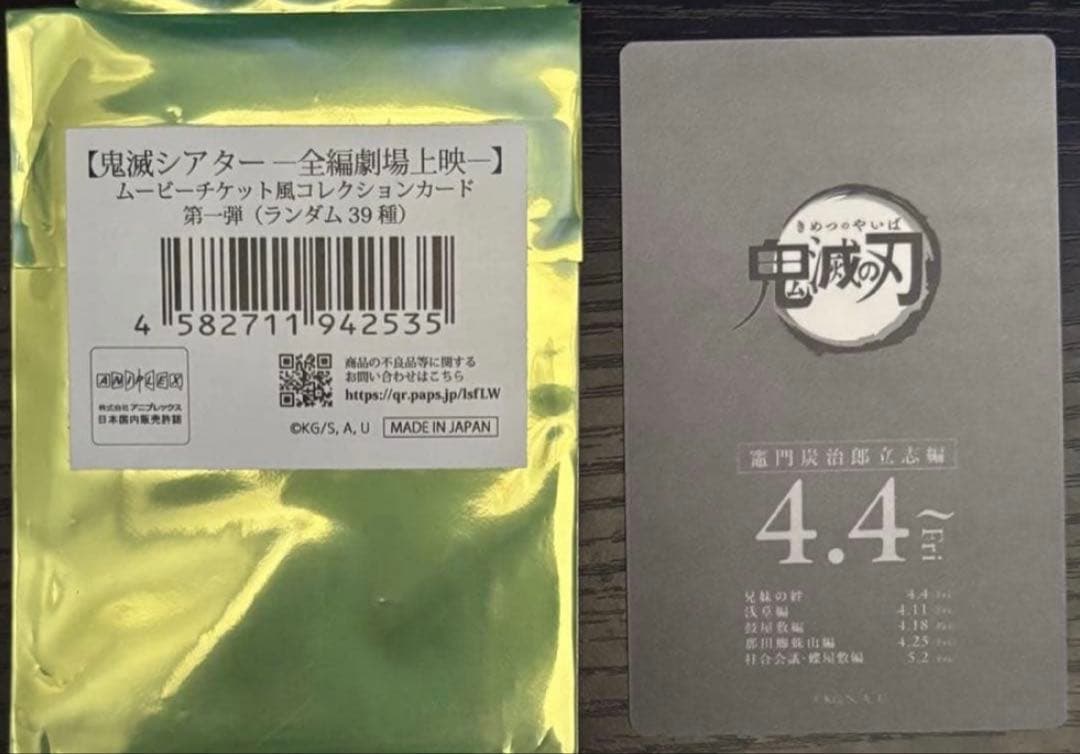 【鬼滅シアター ―全編劇場上映―】
ムービーチケット風コレクションカード
第一弾（ランダム39種）
4 582711 942535
ANIPLEX
株式会社 アニプレックス
日本国内販売許諾
商品の不良品等に関する
お問い合わせはこちら
https://qr.paps.jp/lsfLW
©KG/S, A, U
MADE IN JAPAN
きめつのやいば
鬼滅の刃
竈門炭治郎立志編
4.4～Fri
兄妹の絆 4.4 Fri
浅草編 4.11 Fri
鼓屋敷編 4.18 Fri
那田蜘蛛山編 4.25 Fri
柱合会議・蝶屋敷編 5.2 Fri